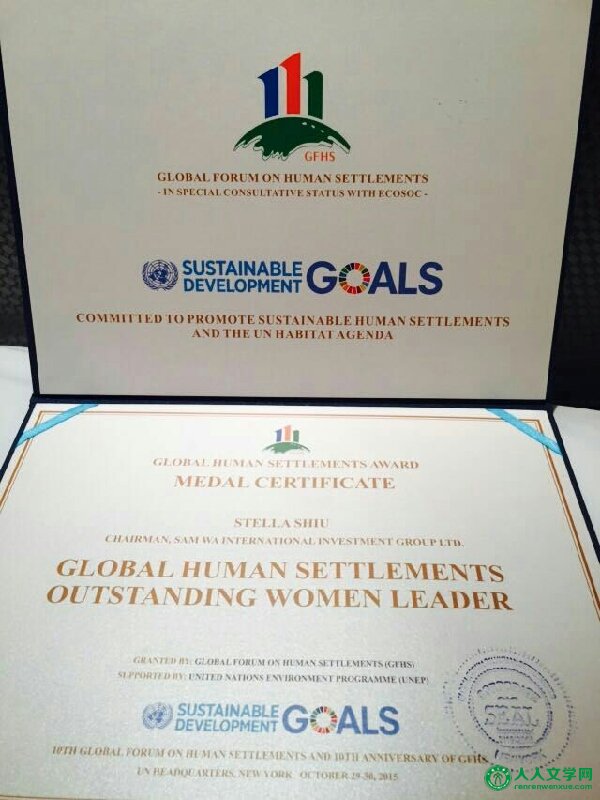 GFHS
GLOBAL FORUM ON HUMAN SETTLEMENTS
- IN SPECIAL CONSULTATIVE STATUS WITH ECOSOC -
SUSTAINABLE
DEVELOPMENT
GOALS
COMMITTED TO PROMOTE SUSTAINABLE HUMAN SETTLEMENTS
AND THE UN HABITAT AGENDA
GLOBAL HUMAN SETTLEMENTS AWARD
MEDAL CERTIFICATE
STELLA SHIU
CHAIRMAN, SAM WA INTERNATIONAL INVESTMENT GROUP LTD.
GLOBAL HUMAN SETTLEMENTS
OUTSTANDING WOMEN LEADER
GRANTED BY: GLOBAL FORUM ON HUMAN SETTLEMENTS (GFHS)
SUPPORTED BY: UNITED NATIONS ENVIRONMENT PROGRAMME (UNEP)
SUSTAINABLE
DEVELOPMENT
GOALS
SEAL
10TH GLOBAL FORUM ON HUMAN SETTLEMENTS AND 10TH ANNIVERSARY OF GFHS
UN HEADQUARTERS, NEW YORK OCTOBER 29-30, 2015
人人文学网
renrenwenxue.com